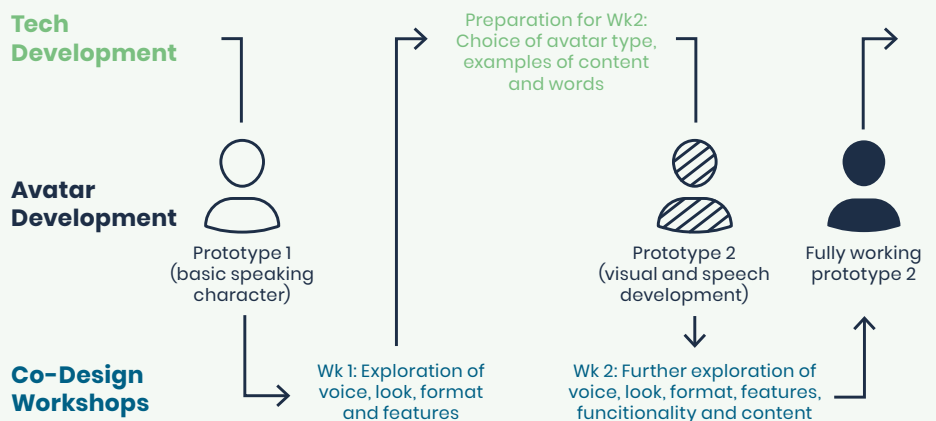 Tech
Development
Preparation for Wk2:
Choice of avatar type,
examples of content
and words
Avatar
Development
Prototype 1
(basic speaking
character)
Prototype 2
(visual and speech
development)
Fully working
prototype 2
Co-Design
Workshops
Wk 1: Exploration of
voice, look, format
and features
Wk 2: Further exploration of
voice, look, format, features,
funcitionality and content